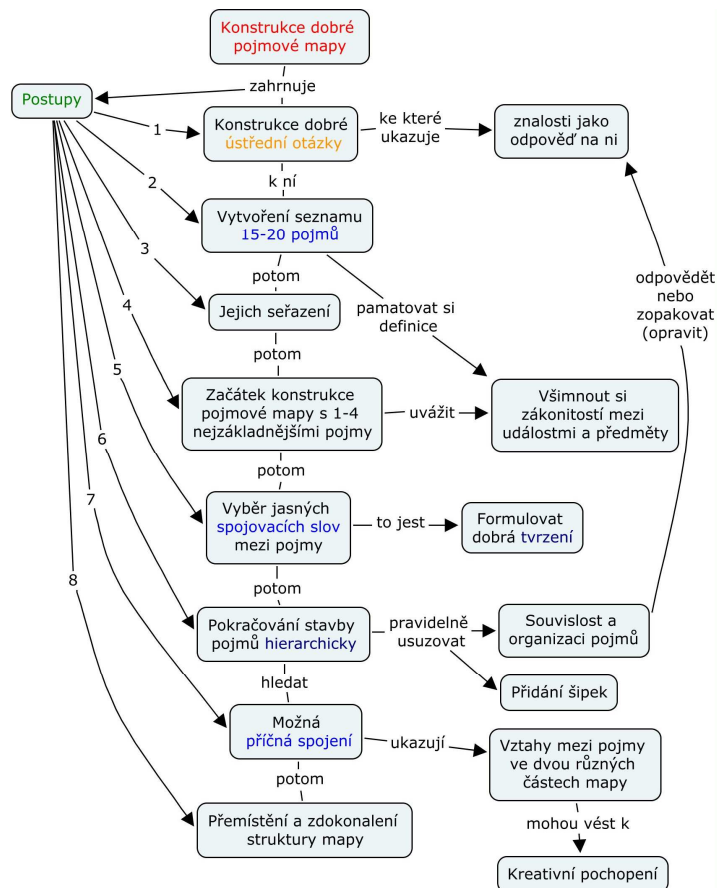 Konstrukce dobré
pojmové mapy
zahrnuje
Postupy
1
Konstrukce dobré
ústřední otázky
ke které
ukazuje
znalosti jako
odpověď na ni
k ní
2
Vytvoření seznamu
15-20 pojmů
3
potom
pamatovat si
definice
odpovědět
nebo
zopakovat
(opravit)
4
Jejich seřazení
potom
5
Začátek konstrukce
pojmové mapy s 1-4
nejzákladnějšími pojmy
uvážit
Všimnout si
zákonitostí mezi
událostmi a předměty
6
potom
7
Vyběr jasných
spojovacích slov
mezi pojmy
to jest
Formulovat
dobrá tvrzení
8
potom
Pokračování stavby
pojmů hierarchicky
pravidelně
usuzovat
Souvislost a
organizaci pojmů
hledat
Přidání šipek
Možná
příčná spojení
ukazují
Vztahy mezi pojmy
ve dvou různých
částech mapy
potom
Přemístění a zdokonalení
struktury mapy
mohou vést k
Kreativní pochopení